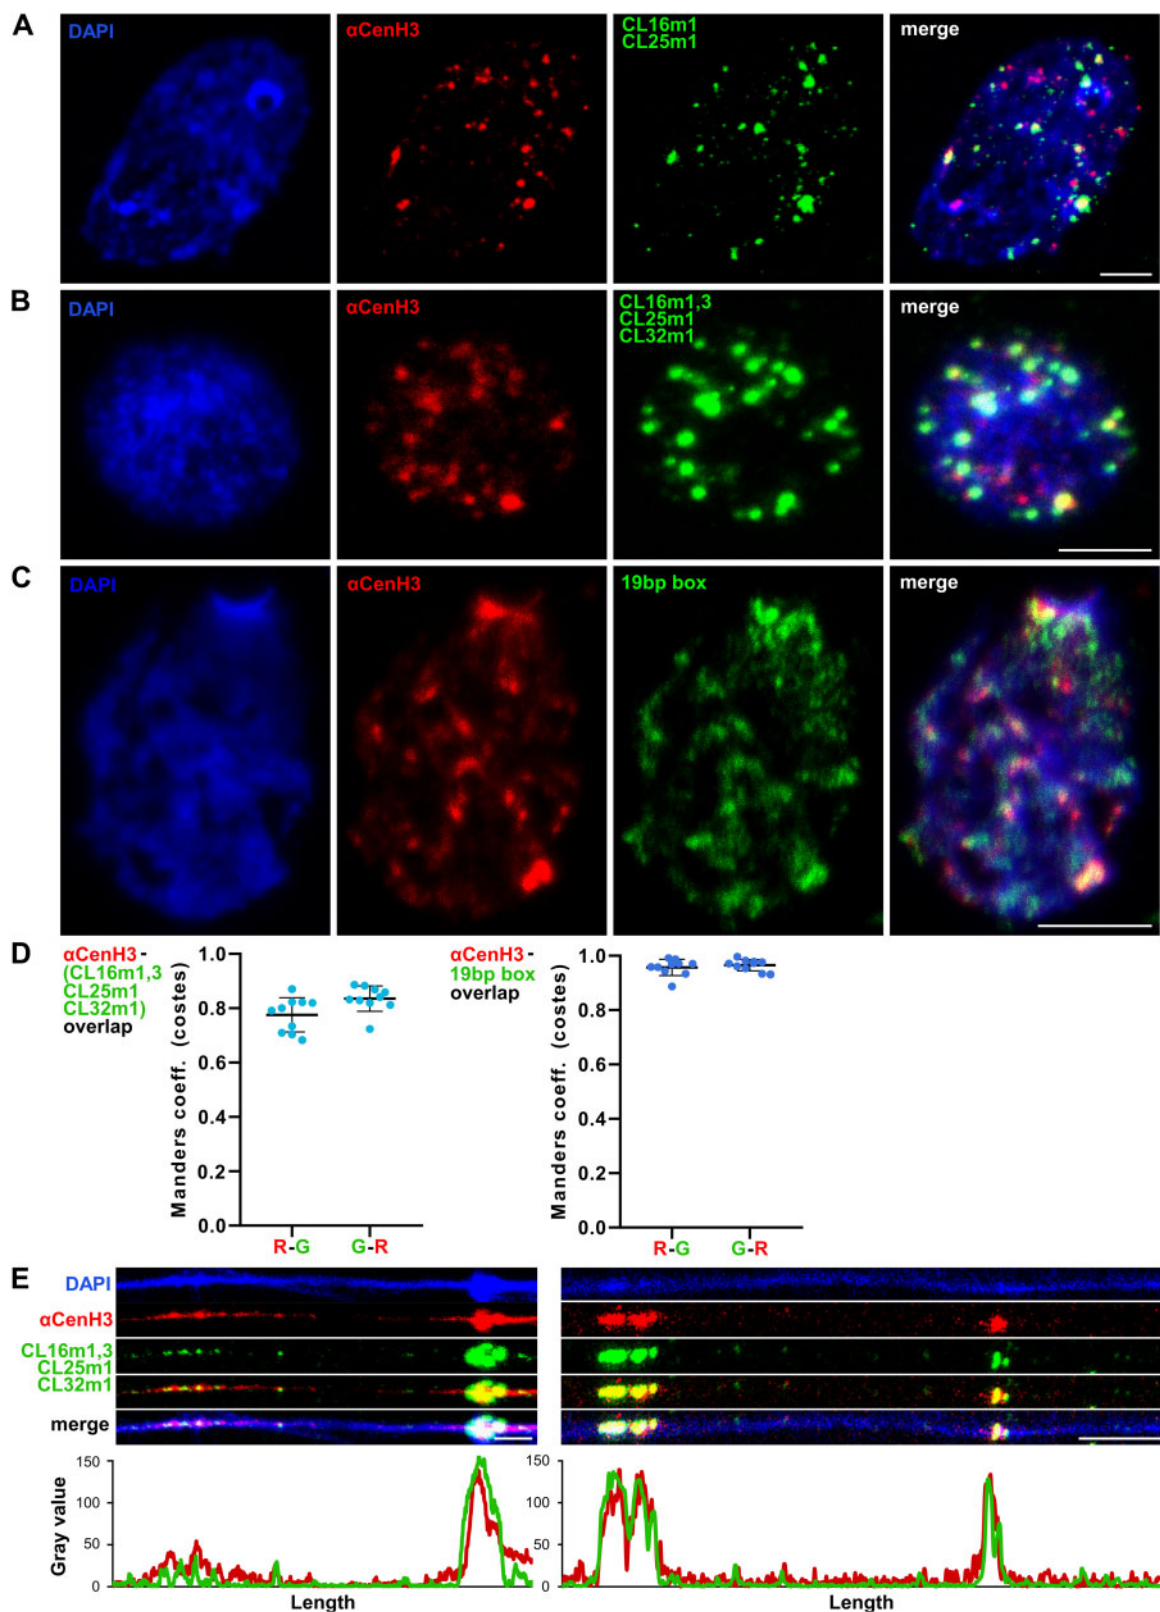 A
DAPI
αCenH3
CL16m1
CL25m1
merge
B
DAPI
αCenH3
CL16m1,3
CL25m1
CL32m1
merge
C
DAPI
αCenH3
19bp box
merge
D
αCenH3 -
(CL16m1,3
CL25m1
CL32m1)
overlap
Manders coeff. (costes)
1.0
0.8
0.6
0.4
0.2
0.0
R-G
G-R
αCenH3 -
19bp box
overlap
Manders coeff. (costes)
1.0
0.8
0.6
0.4
0.2
0.0
R-G
G-R
E
DAPI
αCenH3
CL16m1,3
CL25m1
CL32m1
merge
Gray value
150
100
50
0
Length
150
100
50
0
Length